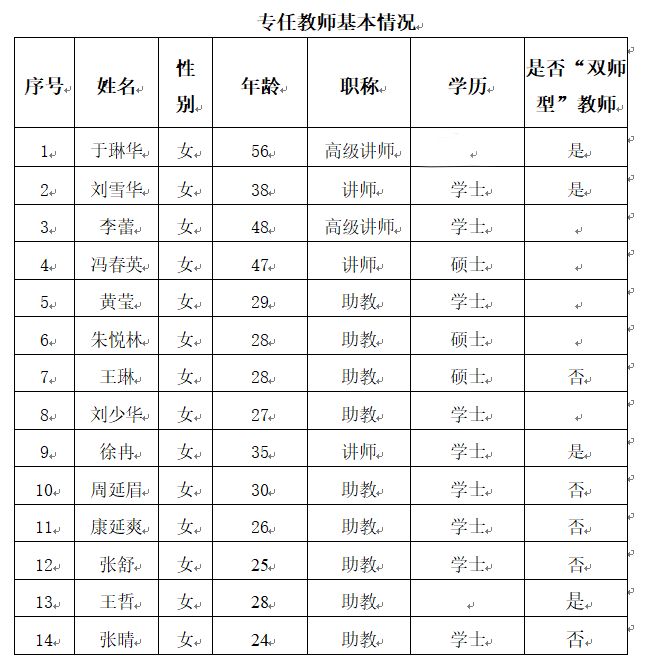 专任教师基本情况
序号 姓名 性别 年龄 职称 学历 是否“双师型”教师
1 于琳华 女 56 高级讲师 是
2 刘雪华 女 38 讲师 学士 是
3 李蕾 女 48 高级讲师 学士
4 冯春英 女 47 讲师 硕士
5 黄莹 女 29 助教 学士
6 朱悦林 女 28 助教 硕士
7 王琳 女 28 助教 硕士 否
8 刘少华 女 27 助教 学士
9 徐冉 女 35 讲师 学士 是
10 周延眉 女 30 助教 学士 否
11 康延爽 女 26 助教 学士 否
12 张舒 女 25 助教 学士 否
13 王哲 女 28 助教 是
14 张晴 女 24 助教 学士 否